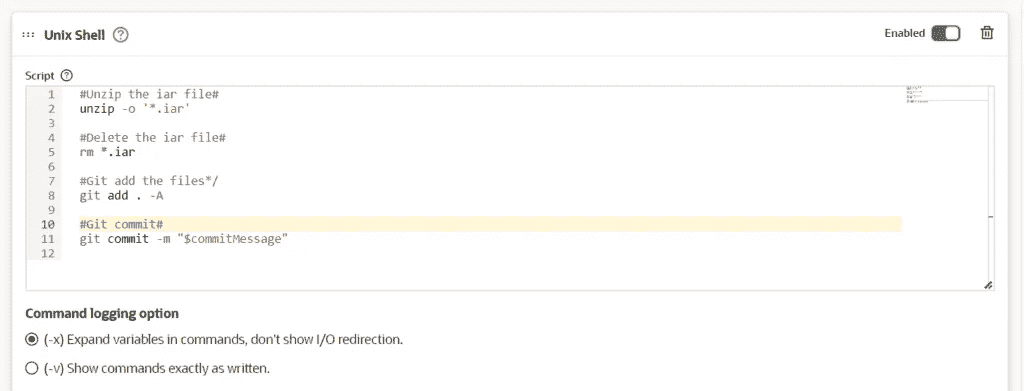 Unix Shell ?
Enabled
Script ?
1 #Unzip the iar file#
2 unzip -o '*.iar'
3
4 #Delete the iar file#
5 rm *.iar
6
7 #Git add the files*/
8 git add . -A
9
10 #Git commit#
11 git commit -m "$commitMessage"
12
Command logging option
(-x) Expand variables in commands, don't show I/O redirection.
(-v) Show commands exactly as written.